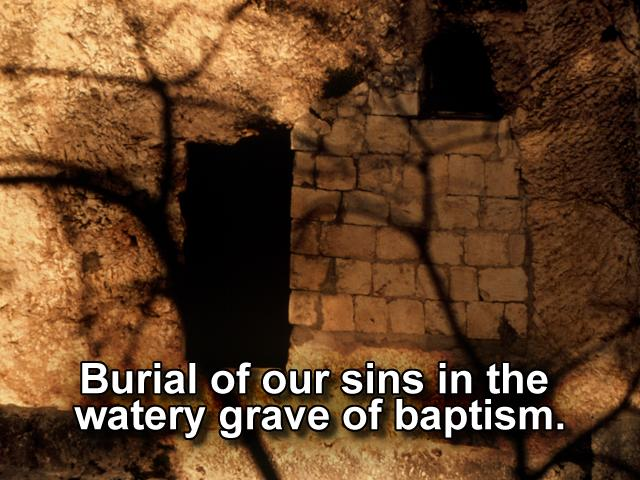 Burial of our sins in the
watery grave of baptism.